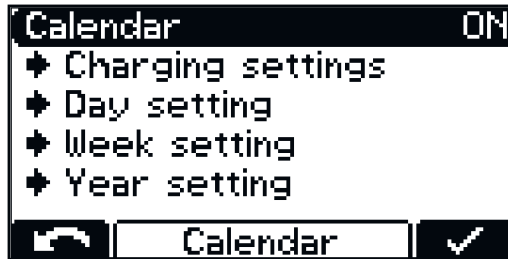 Calendar ON
Charging settings
Day setting
Week setting
Year setting
Calendar